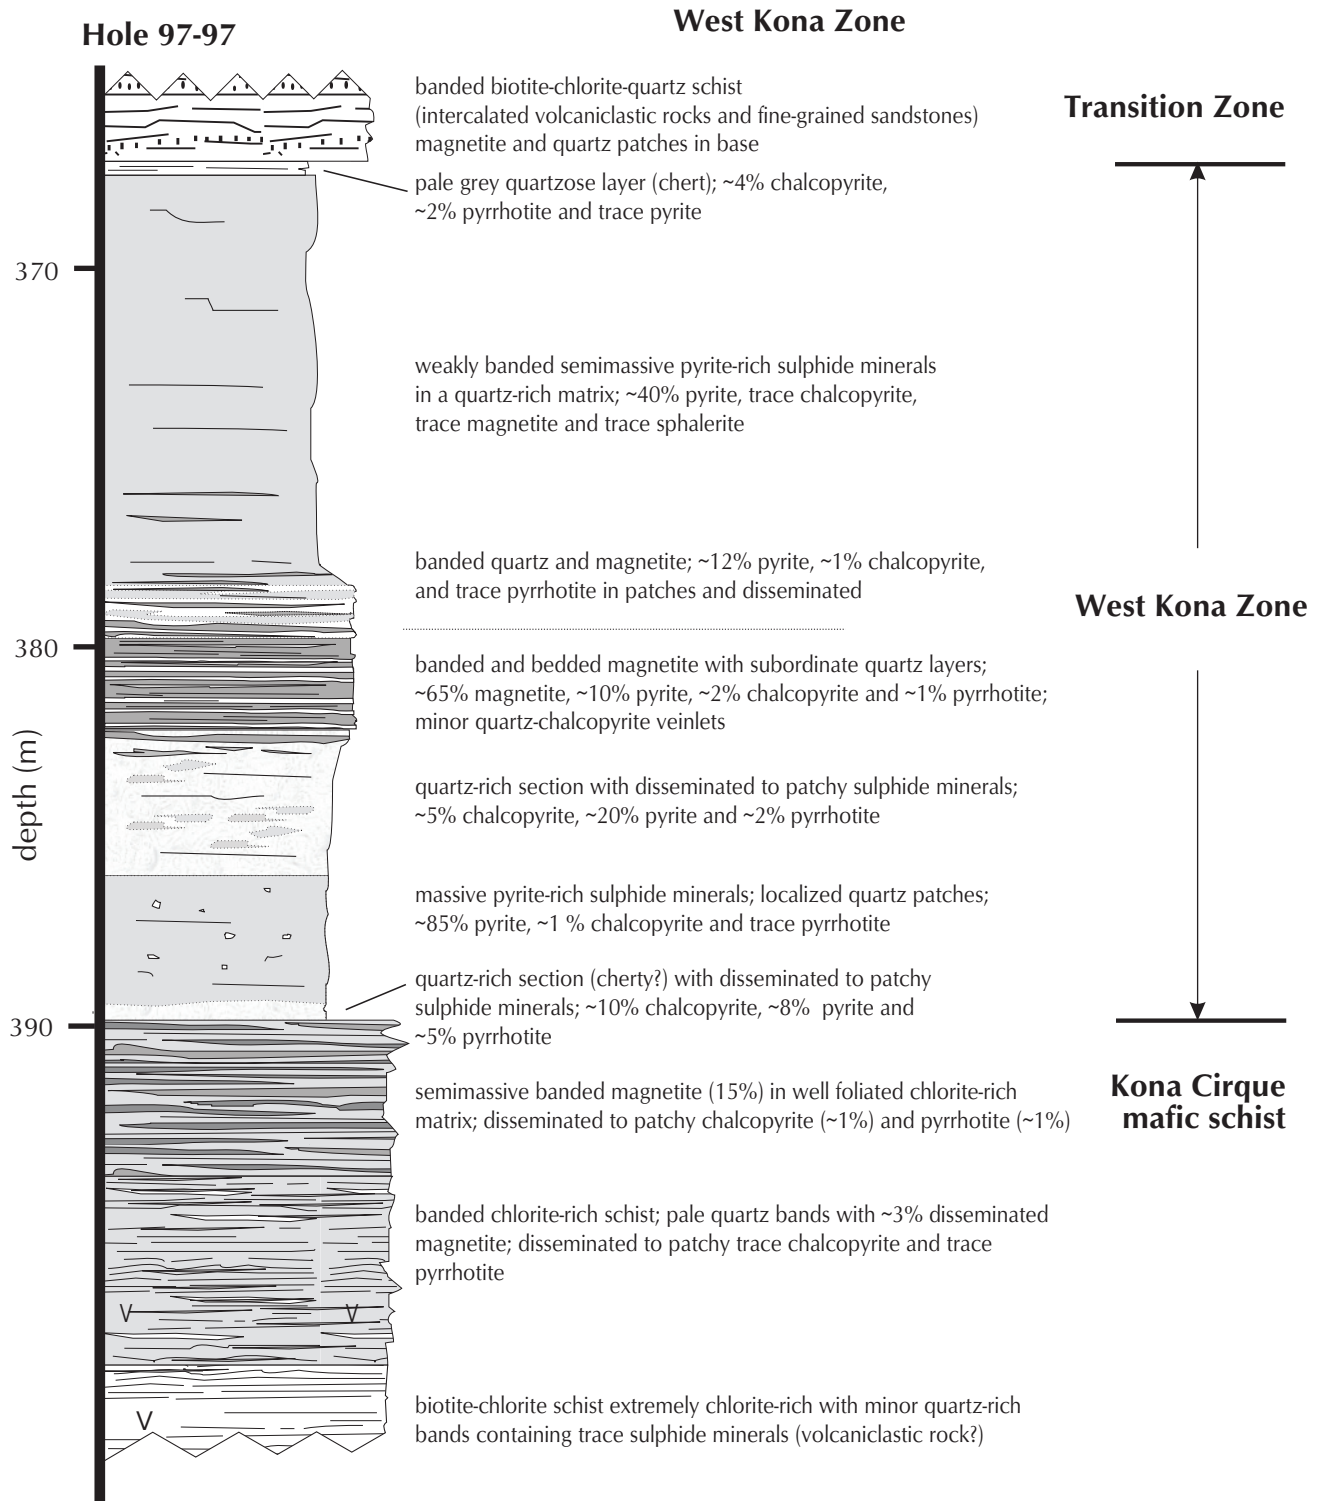 West Kona Zone
Hole 97-97
banded biotite-chlorite-quartz schist
(intercalated volcaniclastic rocks and fine-grained sandstones)
magnetite and quartz patches in base
Transition Zone
pale grey quartzose layer (chert); ~4% chalcopyrite,
~2% pyrrhotite and trace pyrite
370
weakly banded semimassive pyrite-rich sulphide minerals
in a quartz-rich matrix; ~40% pyrite, trace chalcopyrite,
trace magnetite and trace sphalerite
banded quartz and magnetite; ~12% pyrite, ~1% chalcopyrite,
and trace pyrrhotite in patches and disseminated
West Kona Zone
380
banded and bedded magnetite with subordinate quartz layers;
~65% magnetite, ~10% pyrite, ~2% chalcopyrite and ~1% pyrrhotite;
minor quartz-chalcopyrite veinlets
depth (m)
quartz-rich section with disseminated to patchy sulphide minerals;
~5% chalcopyrite, ~20% pyrite and ~2% pyrrhotite
massive pyrite-rich sulphide minerals; localized quartz patches;
~85% pyrite, ~1 % chalcopyrite and trace pyrrhotite
quartz-rich section (cherty?) with disseminated to patchy
sulphide minerals; ~10% chalcopyrite, ~8% pyrite and
~5% pyrrhotite
390
semimassive banded magnetite (15%) in well foliated chlorite-rich
matrix; disseminated to patchy chalcopyrite (~1%) and pyrrhotite (~1%)
Kona Cirque
mafic schist
banded chlorite-rich schist; pale quartz bands with ~3% disseminated
magnetite; disseminated to patchy trace chalcopyrite and trace
pyrrhotite
V V
biotite-chlorite schist extremely chlorite-rich with minor quartz-rich
bands containing trace sulphide minerals (volcaniclastic rock?)
V